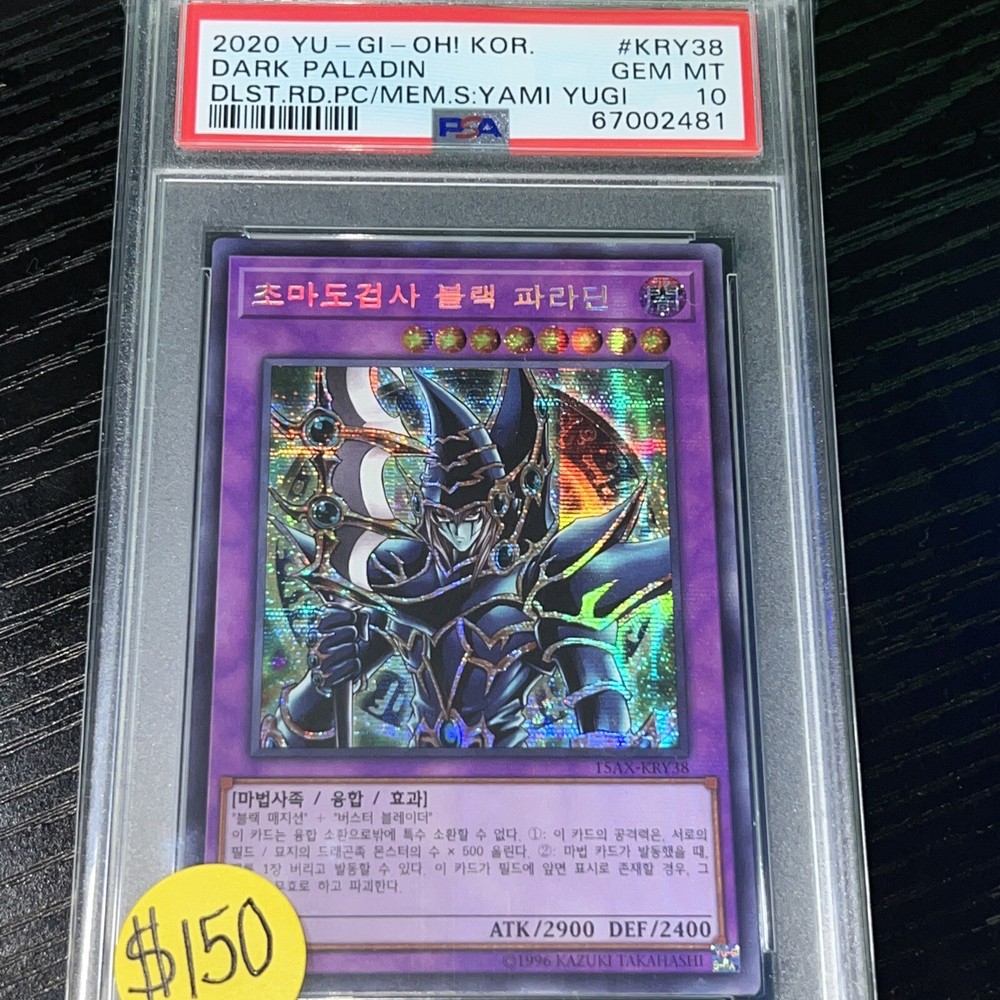 2020 YU-GI-OH! KOR. #KRY38
DARK PALADIN GEM MT
DLST.RD.PC/MEM.S:YAMI YUGI 10
PSA 67002481
초마도검사 블랙 파라딘
15AX-KRY38
[마법사족 / 융합 / 효과]
"블랙 매지션" + "버스터 블레이더"
이 카드는 융합 소환으로밖에 특수 소환할 수 없다. ①: 이 카드의 공격력은, 서로의
필드 / 묘지의 드래곤족 몬스터의 수 × 500 올린다. ②: 마법 카드가 발동했을 때,
1장 버리고 발동할 수 있다. 이 카드가 필드에 앞면 표시로 존재할 경우, 그
무효로 하고 파괴한다.
ATK/2900 DEF/2400
©1996 KAZUKI TAKAHASHI
$150